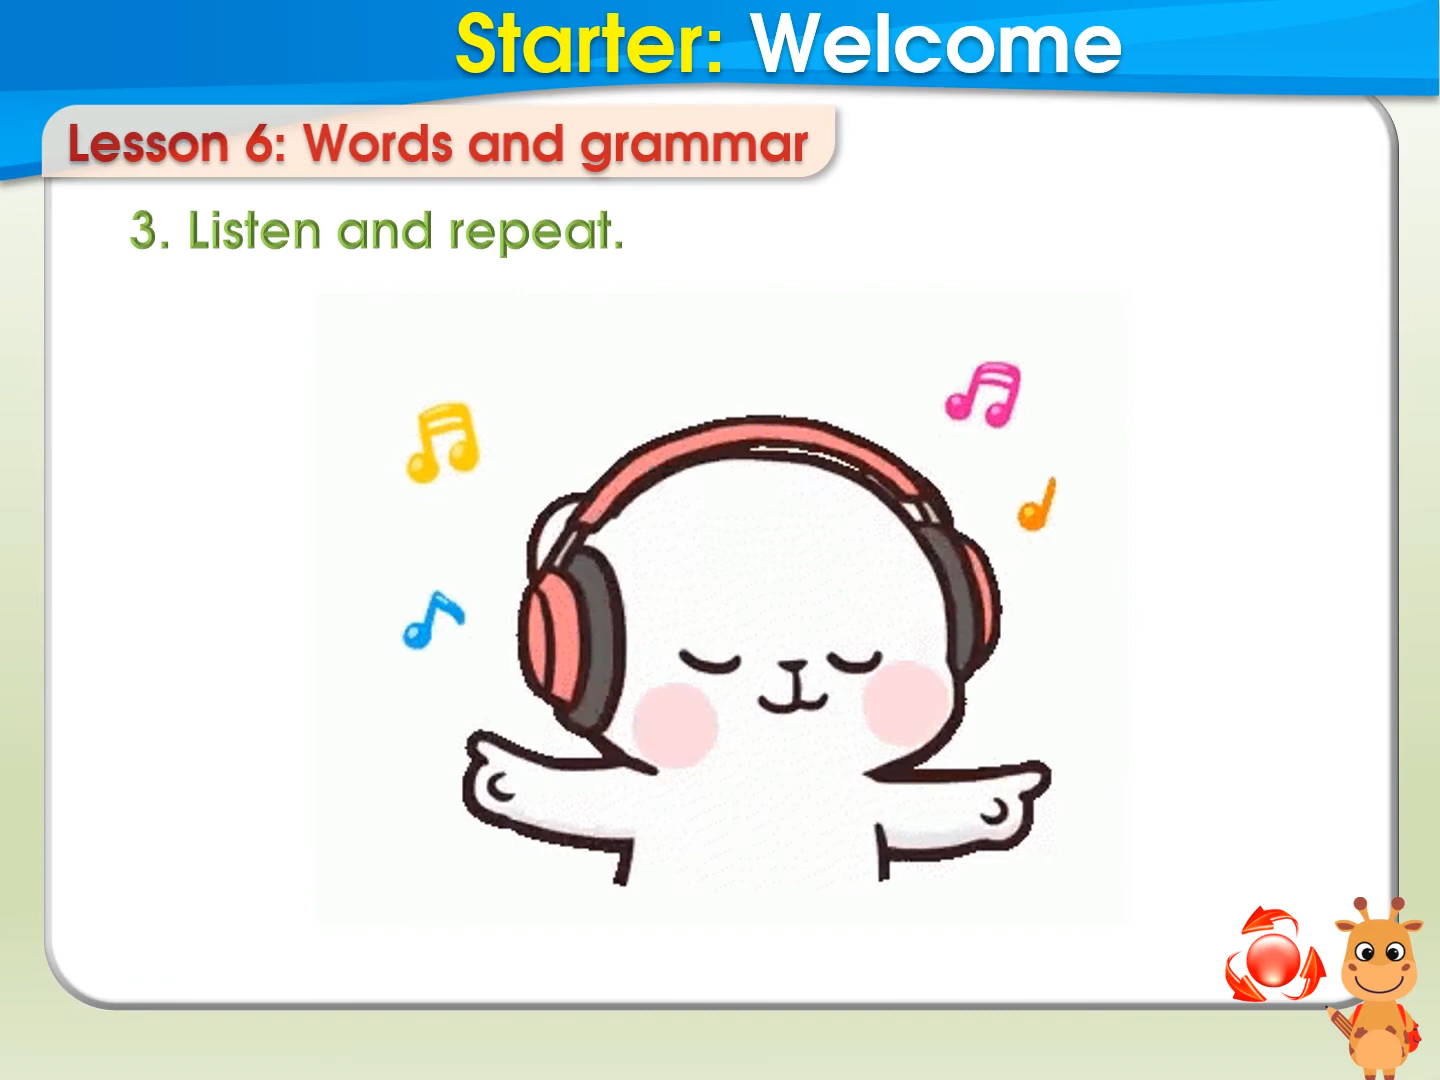 Starter: Welcome
Lesson 6: Words and grammar
3. Listen and repeat.